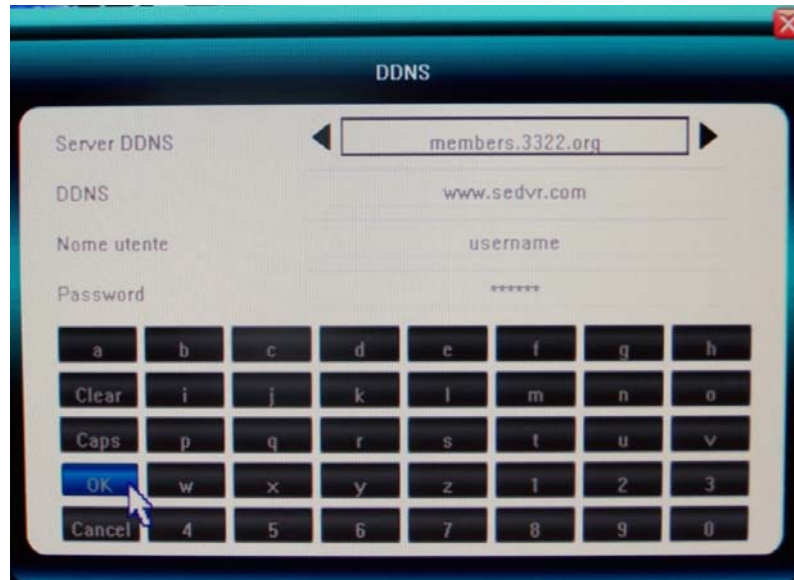 DDNS
Server DDNS members.3322.org
DDNS www.sedvr.com
Nome utente username
Password ******
a b c d e f g h
Clear i j k l m n o
Caps p q r s t u v
OK w x y z 1 2 3
Cancel 4 5 6 7 8 9 0